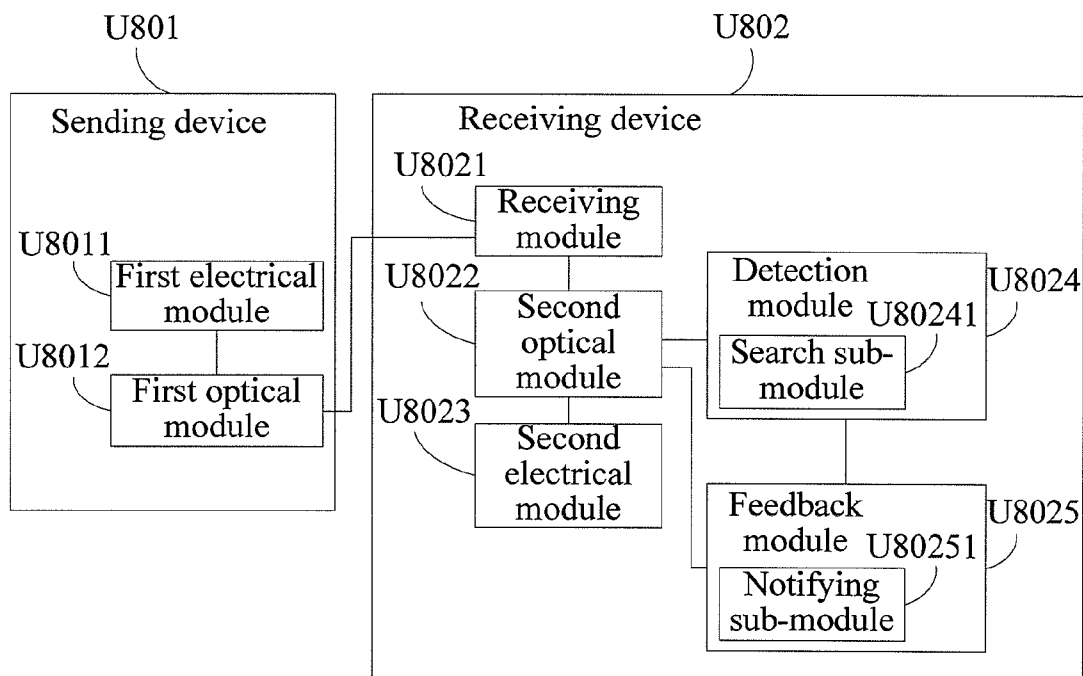 U801
U802
Sending device
Receiving device
U8021
Receiving
module
U8011
First electrical
module
U8022
Second
optical
module
Detection
module
U8024
U80241
Search sub-
module
U8012
First optical
module
U8023
Second
electrical
module
Feedback
module
U8025
U80251
Notifying
sub-module